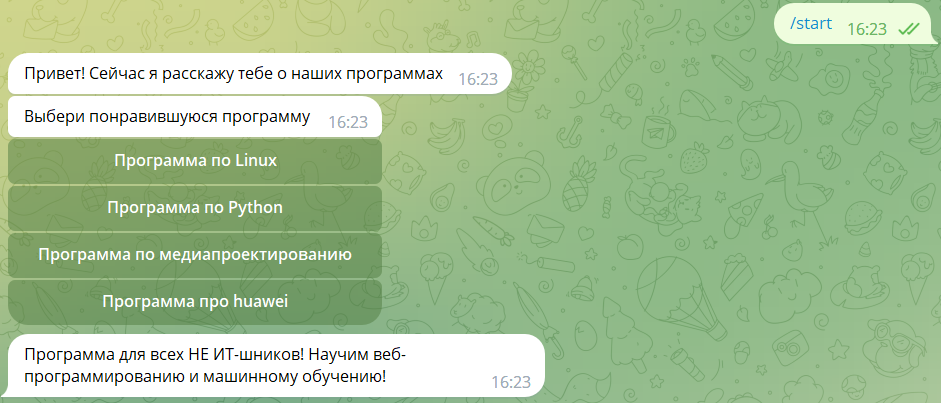 /start 16:23
Привет! Сейчас я расскажу тебе о наших программах 16:23
Выбери понравившуюся программу 16:23
Программа по Linux
Программа по Python
Программа по медиапроектированию
Программа про huawei
Программа для всех НЕ ИТ-шников! Научим веб-
программированию и машинному обучению!
16:23